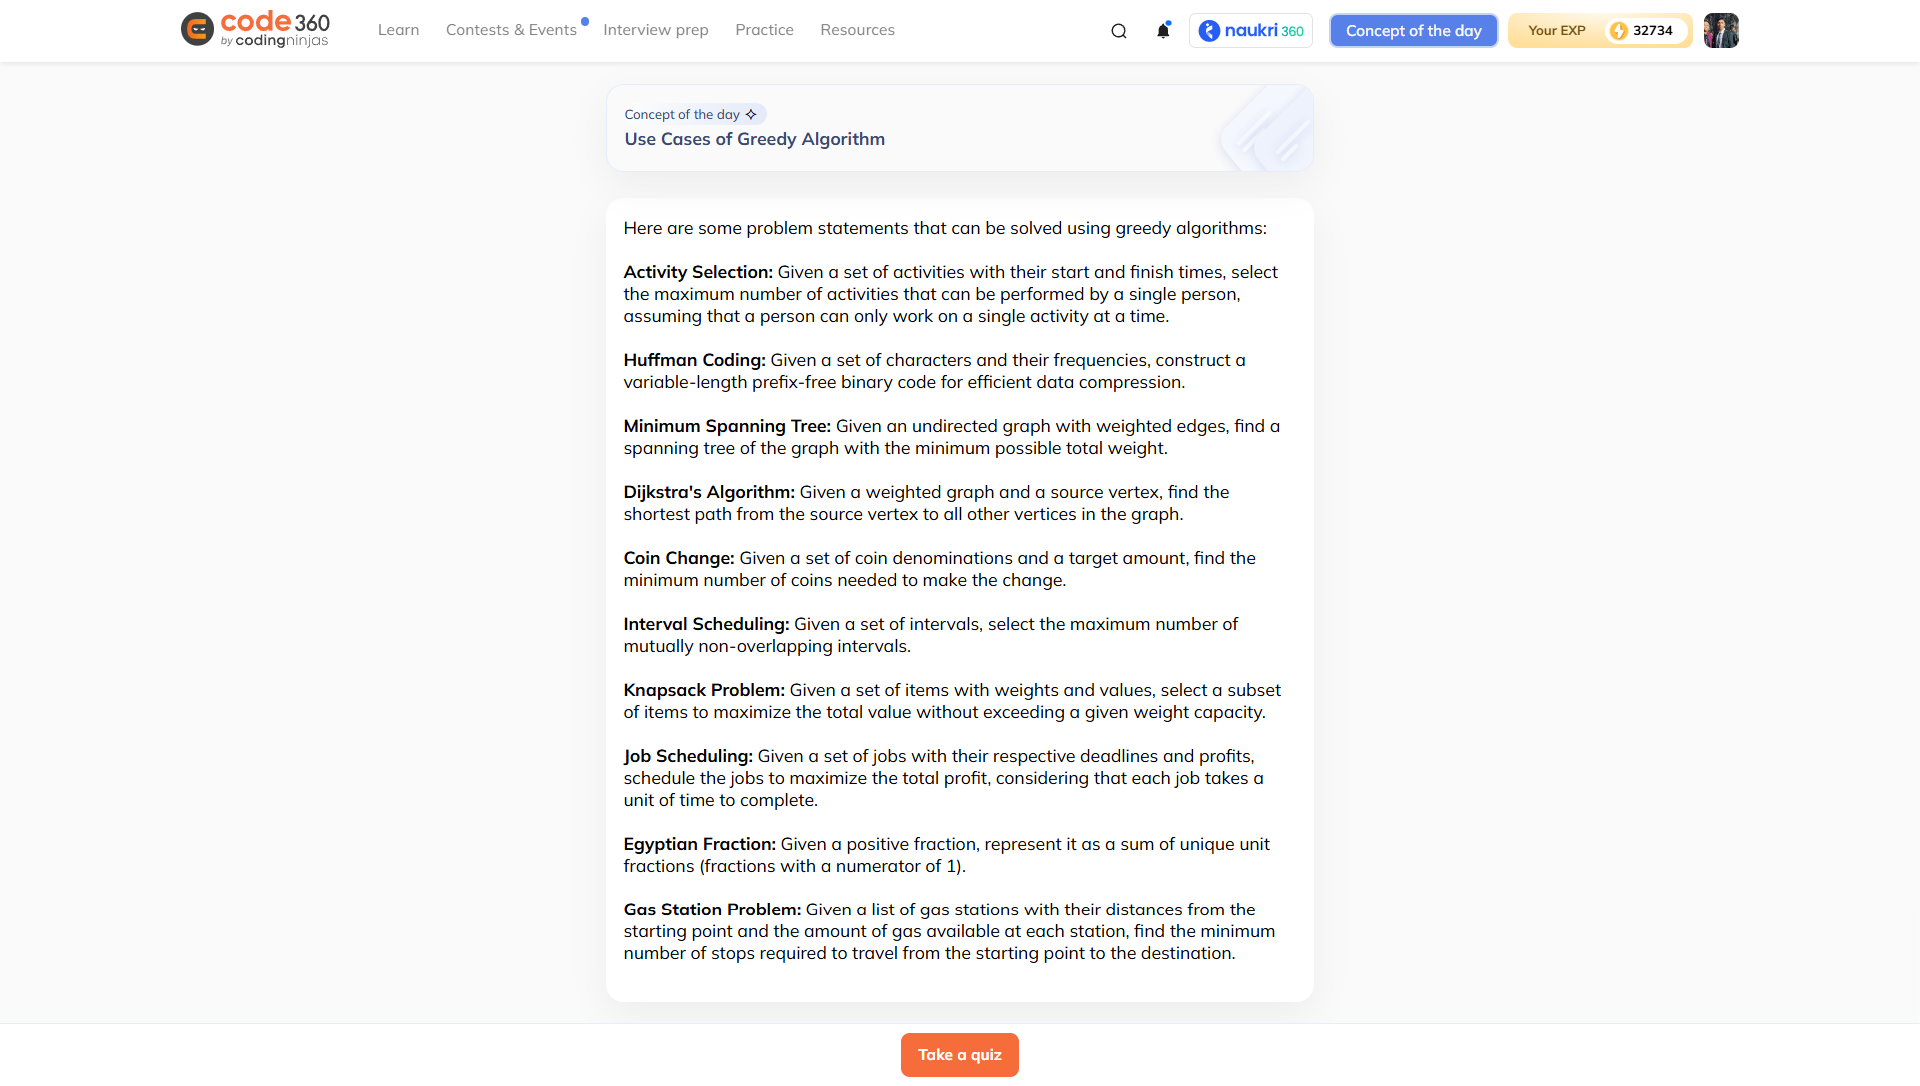 code 360
by codingninjas
Learn
Contests & Events
Interview prep
Practice
Resources
naukri 360
Concept of the day
Your EXP
32734
Concept of the day
Use Cases of Greedy Algorithm
Here are some problem statements that can be solved using greedy algorithms:
Activity Selection: Given a set of activities with their start and finish times, select
the maximum number of activities that can be performed by a single person,
assuming that a person can only work on a single activity at a time.
Huffman Coding: Given a set of characters and their frequencies, construct a
variable-length prefix-free binary code for efficient data compression.
Minimum Spanning Tree: Given an undirected graph with weighted edges, find a
spanning tree of the graph with the minimum possible total weight.
Dijkstra's Algorithm: Given a weighted graph and a source vertex, find the
shortest path from the source vertex to all other vertices in the graph.
Coin Change: Given a set of coin denominations and a target amount, find the
minimum number of coins needed to make the change.
Interval Scheduling: Given a set of intervals, select the maximum number of
mutually non-overlapping intervals.
Knapsack Problem: Given a set of items with weights and values, select a subset
of items to maximize the total value without exceeding a given weight capacity.
Job Scheduling: Given a set of jobs with their respective deadlines and profits,
schedule the jobs to maximize the total profit, considering that each job takes a
unit of time to complete.
Egyptian Fraction: Given a positive fraction, represent it as a sum of unique unit
fractions (fractions with a numerator of 1).
Gas Station Problem: Given a list of gas stations with their distances from the
starting point and the amount of gas available at each station, find the minimum
number of stops required to travel from the starting point to the destination.
Take a quiz